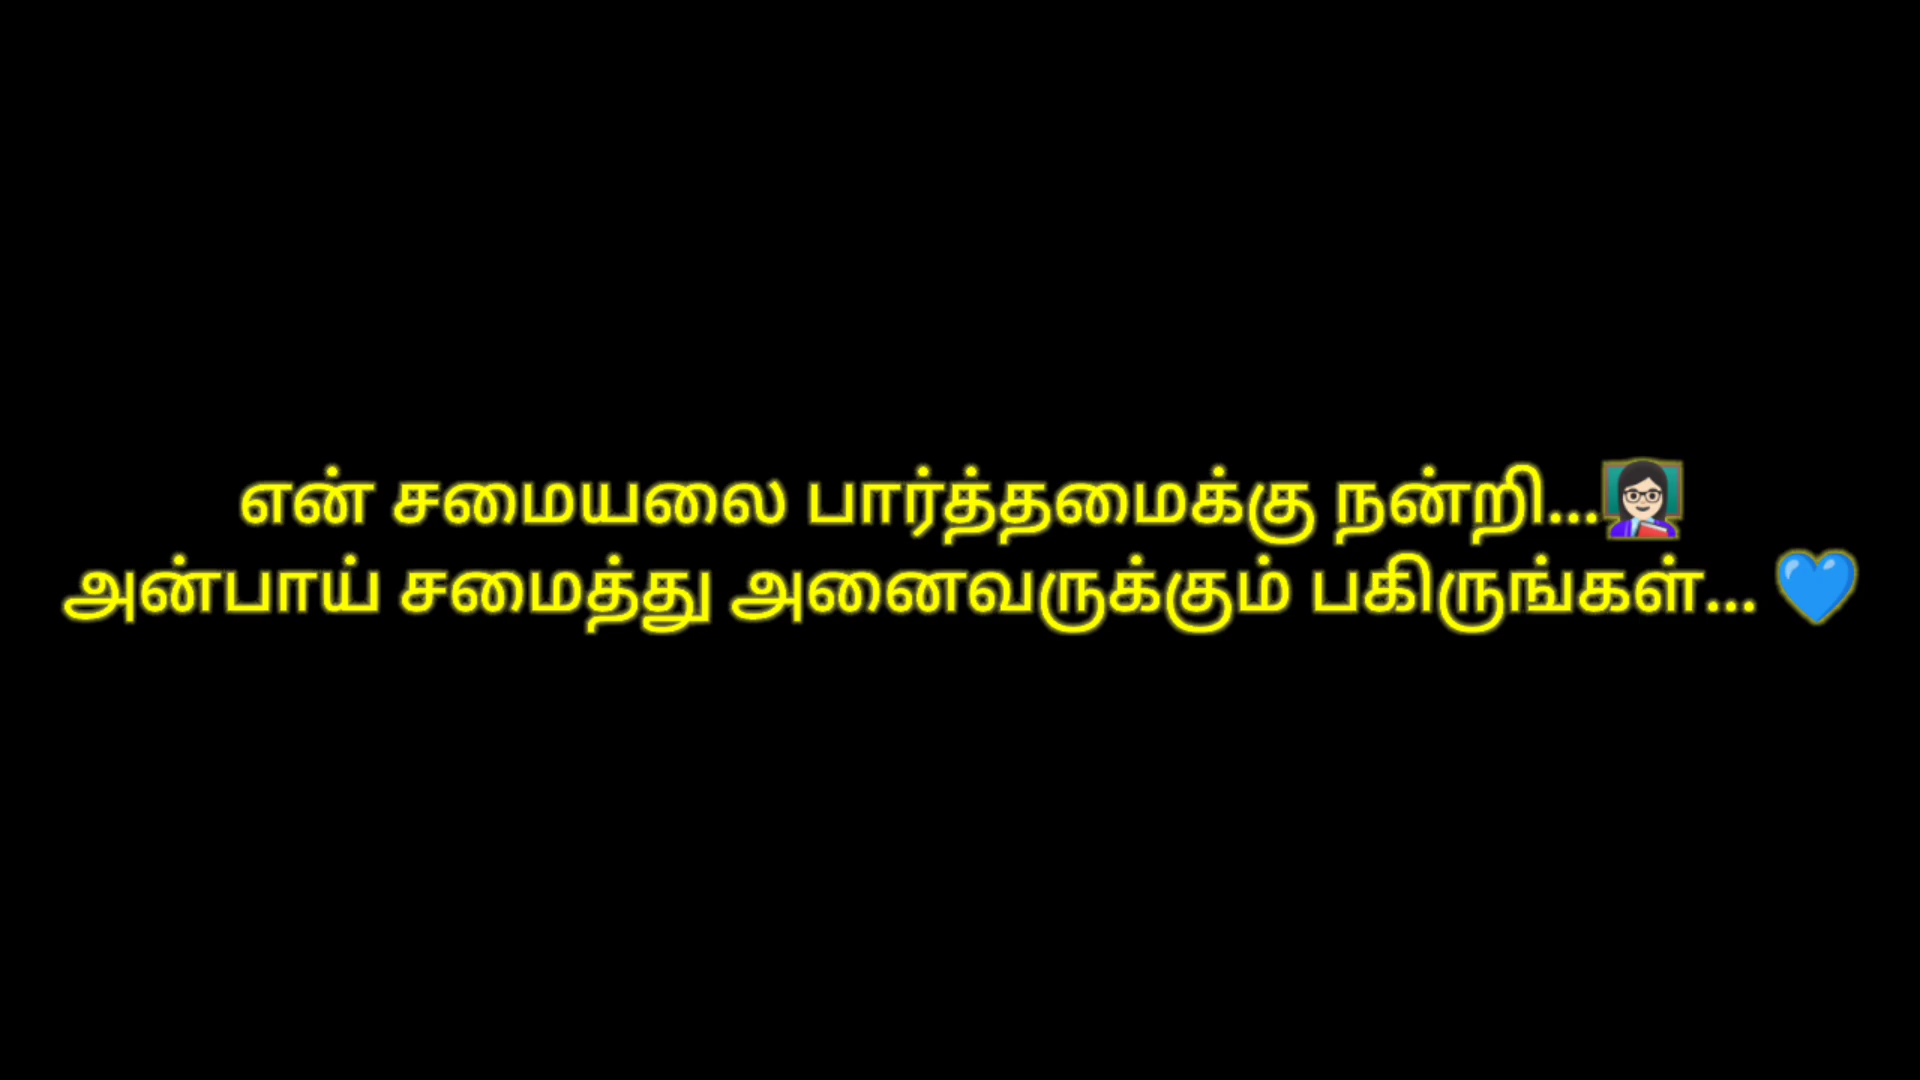 என் சமையலை பார்த்தமைக்கு நன்றி...👩🏻‍🏫
அன்பாய் சமைத்து அனைவருக்கும் பகிருங்கள்... 💙